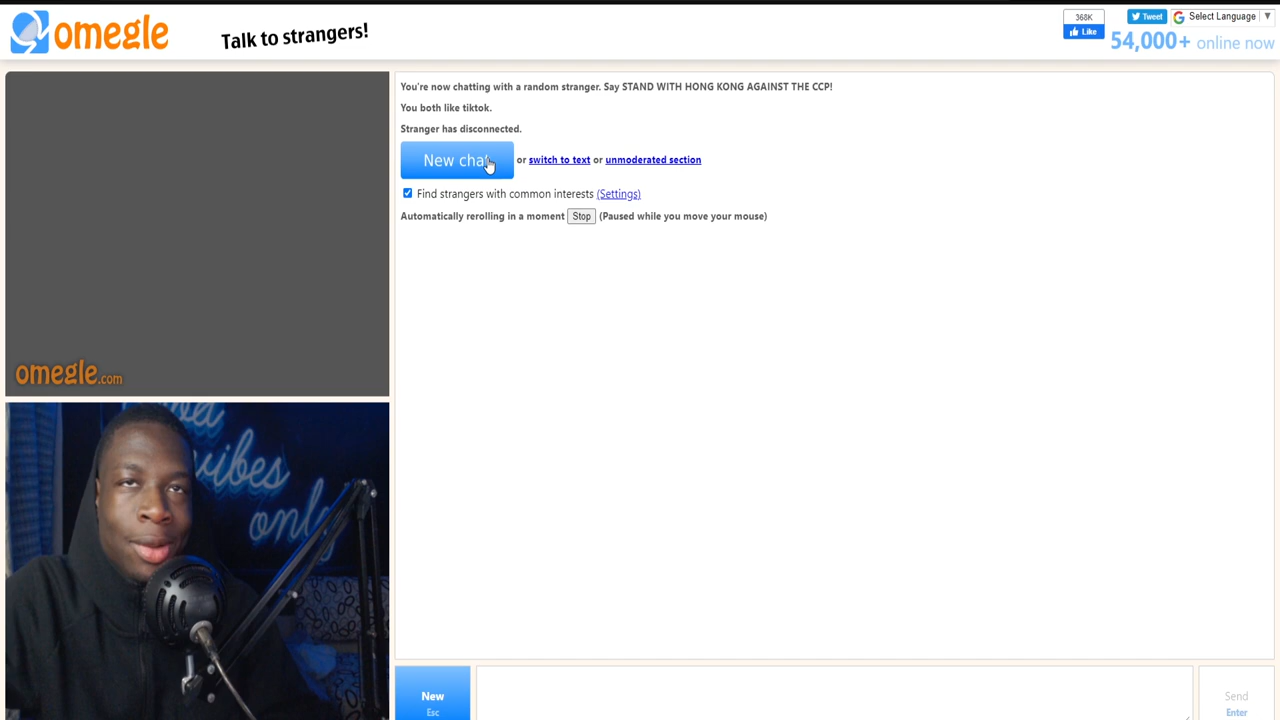 omegle
Talk to strangers!
368K
Like
Tweet
Select Language ▼
54,000+ online now
You're now chatting with a random stranger. Say STAND WITH HONG KONG AGAINST THE CCP!
You both like tiktok.
Stranger has disconnected.
New chat or switch to text or unmoderated section
Find strangers with common interests (Settings)
Automatically rerolling in a moment Stop (Paused while you move your mouse)
omegle.com
vibes
only
New
Esc
Send
Enter